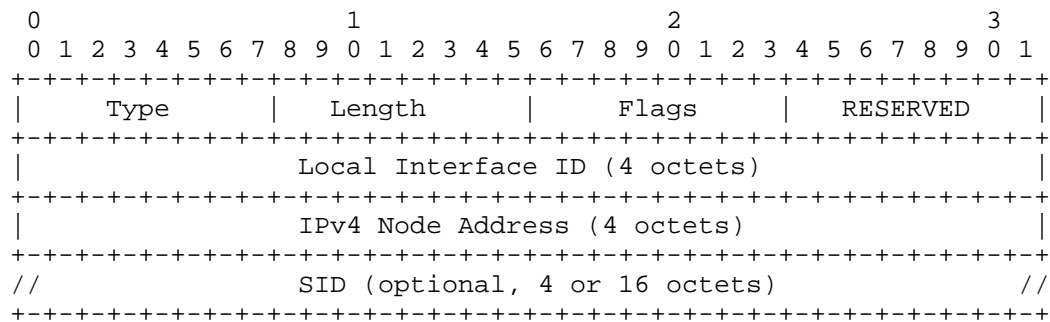 0                   1                   2                   3
 0 1 2 3 4 5 6 7 8 9 0 1 2 3 4 5 6 7 8 9 0 1 2 3 4 5 6 7 8 9 0 1
+-+-+-+-+-+-+-+-+-+-+-+-+-+-+-+-+-+-+-+-+-+-+-+-+-+-+-+-+-+-+-+-+
|     Type      |   Length      |     Flags     |   RESERVED    |
+-+-+-+-+-+-+-+-+-+-+-+-+-+-+-+-+-+-+-+-+-+-+-+-+-+-+-+-+-+-+-+-+
|                 Local Interface ID (4 octets)                 |
+-+-+-+-+-+-+-+-+-+-+-+-+-+-+-+-+-+-+-+-+-+-+-+-+-+-+-+-+-+-+-+-+
|                 IPv4 Node Address (4 octets)                  |
+-+-+-+-+-+-+-+-+-+-+-+-+-+-+-+-+-+-+-+-+-+-+-+-+-+-+-+-+-+-+-+-+
//                SID (optional, 4 or 16 octets)               //
+-+-+-+-+-+-+-+-+-+-+-+-+-+-+-+-+-+-+-+-+-+-+-+-+-+-+-+-+-+-+-+-+